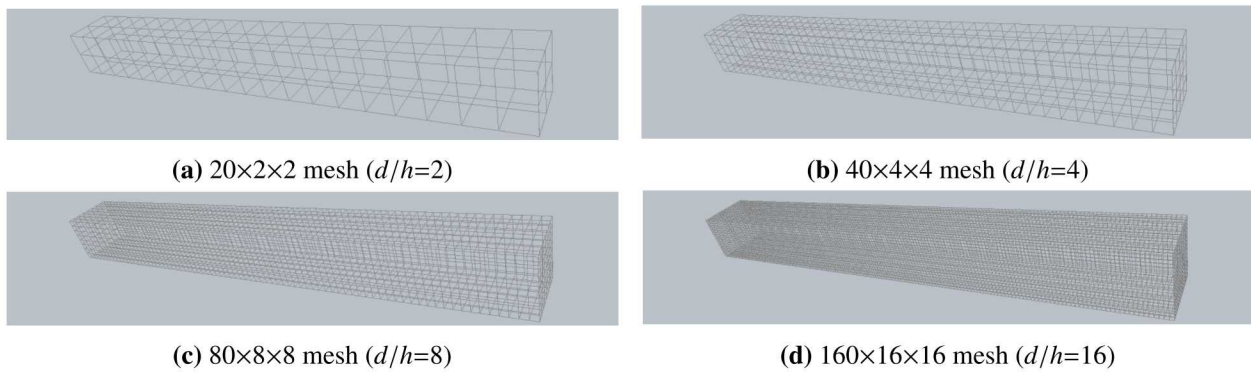 (a) 20×2×2 mesh (d/h=2)
(b) 40×4×4 mesh (d/h=4)
(c) 80×8×8 mesh (d/h=8)
(d) 160×16×16 mesh (d/h=16)